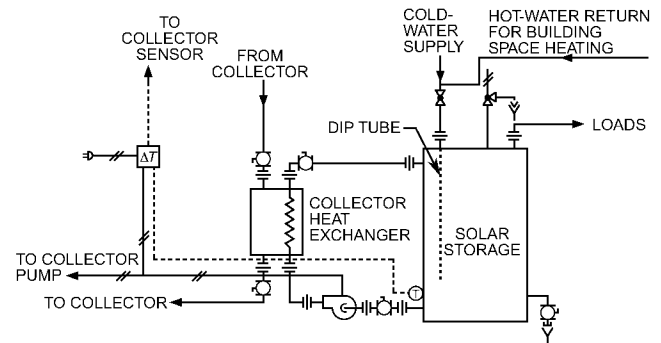 TO
COLLECTOR
SENSOR
FROM
COLLECTOR
COLD-
WATER
SUPPLY
HOT-WATER RETURN
FOR BUILDING
SPACE HEATING
DIP TUBE
LOADS
ΔT
COLLECTOR
HEAT
EXCHANGER
SOLAR
STORAGE
TO COLLECTOR
PUMP
TO COLLECTOR
T